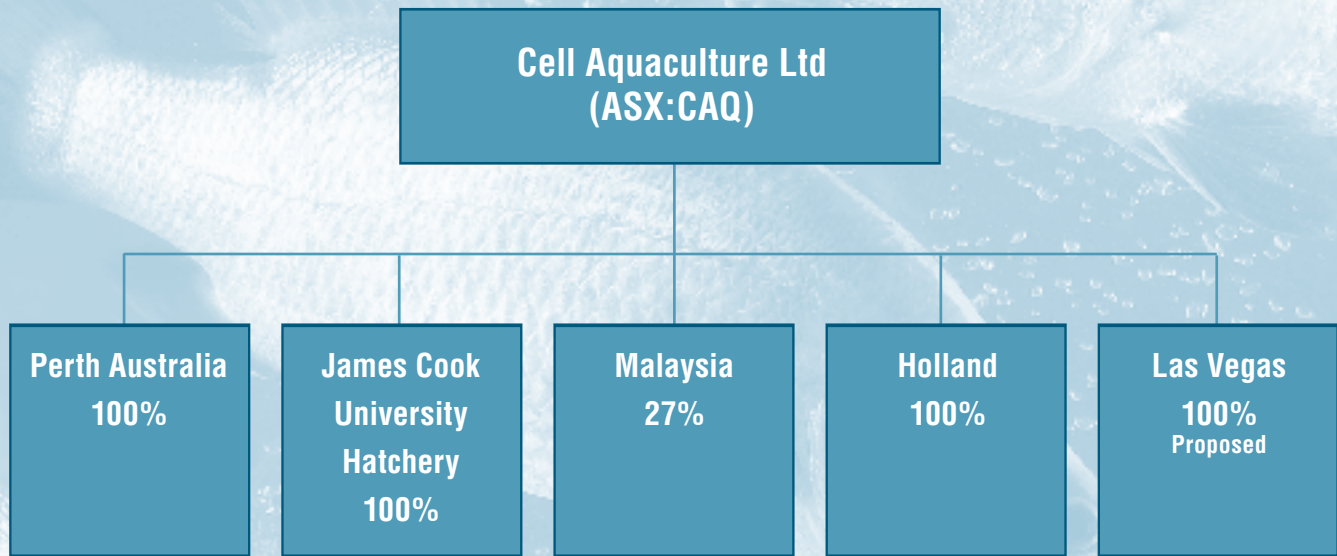 Cell Aquaculture Ltd
(ASX:CAQ)
Perth Australia
100%
James Cook
University
Hatchery
100%
Malaysia
27%
Holland
100%
Las Vegas
100%
Proposed